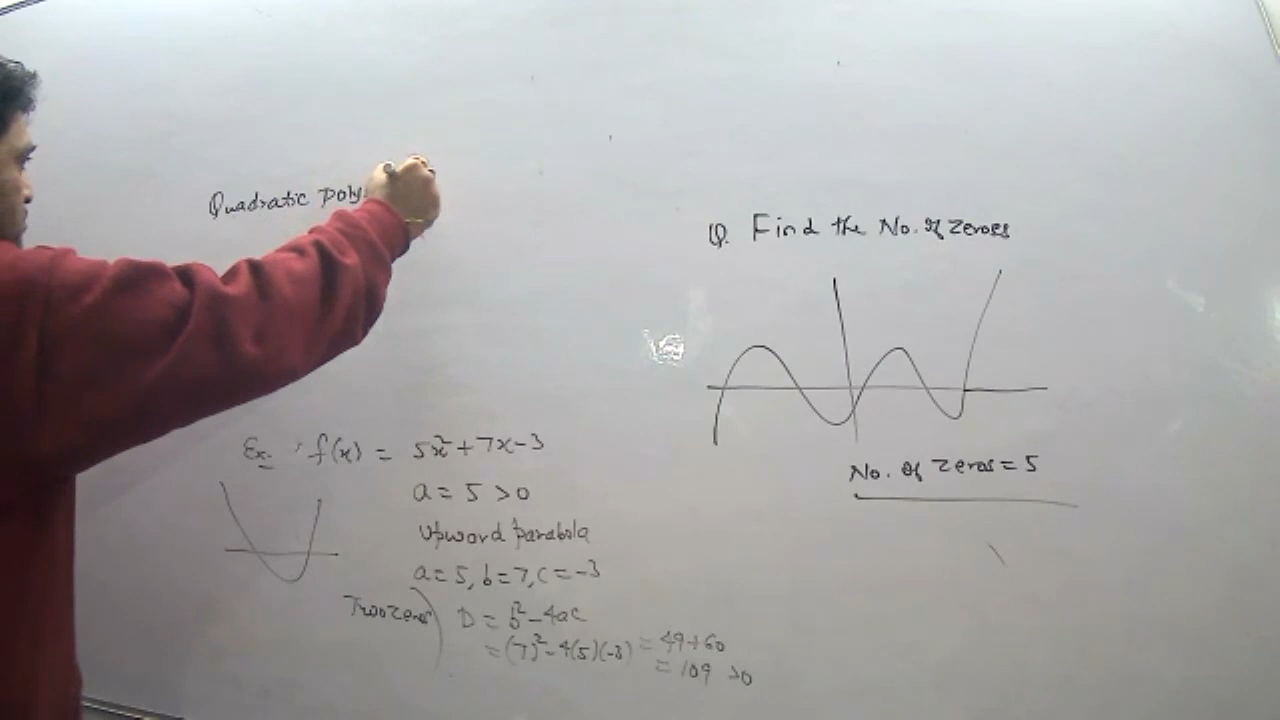 Quadratic Poly
Q. Find the No. of zeroes
Ex: f(x) = 5x²+7x-3
a = 5 >0
Upword parabola
a=5, b=7, c=-3
Two zeros
D = b²-4ac
=(7)²-4(5)(-3) = 49+60
= 109 >0
No. of zeros = 5